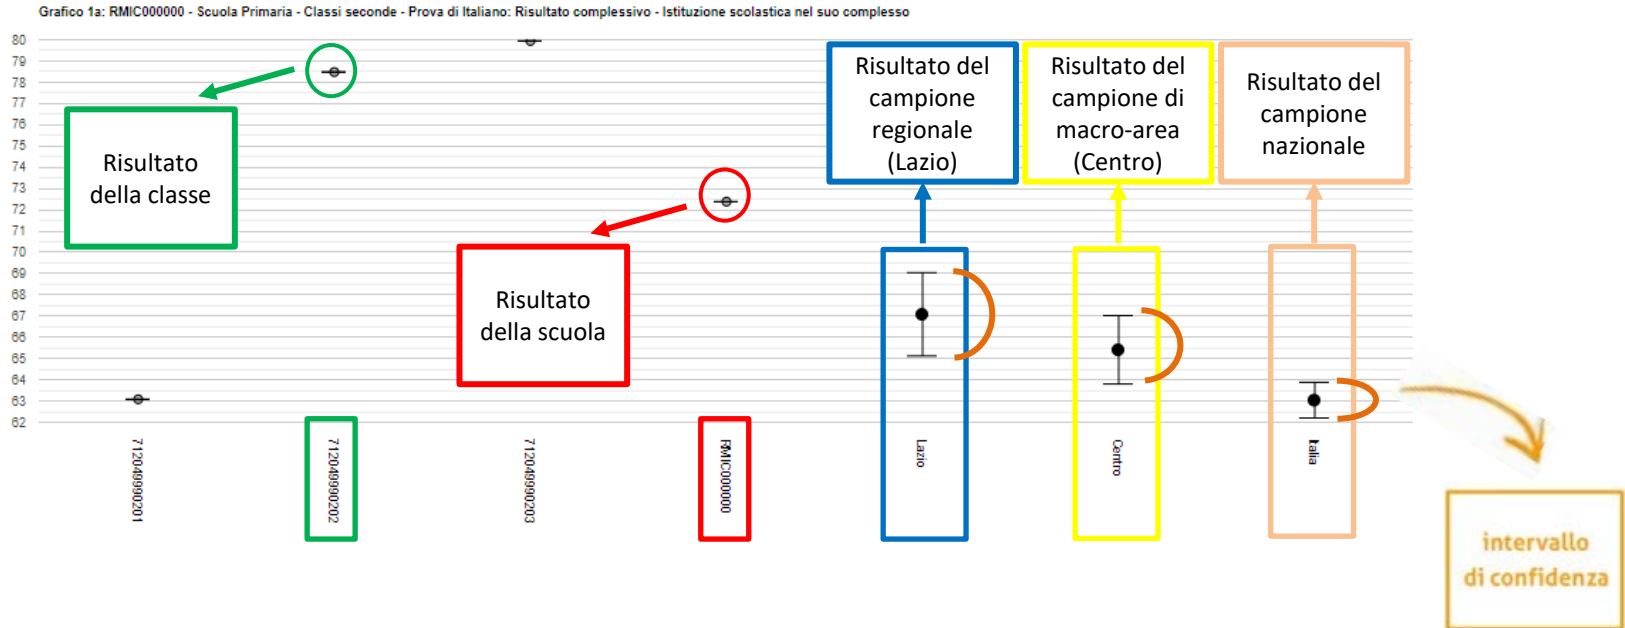 Grafico 1a: RMIC000000 - Scuola Primaria - Classi seconde - Prova di Italiano: Risultato complessivo - Istituzione scolastica nel suo complesso
80
79
78
77
76
75
74
73
72
71
70
69
68
67
66
65
64
63
62
Risultato
della classe
Risultato
della scuola
Risultato del
campione
regionale
(Lazio)
Risultato del
campione di
macro-area
(Centro)
Risultato del
campione
nazionale
712049990201
712049990202
712049990203
RMIC000000
Lazio
Centro
Italia
intervallo
di confidenza